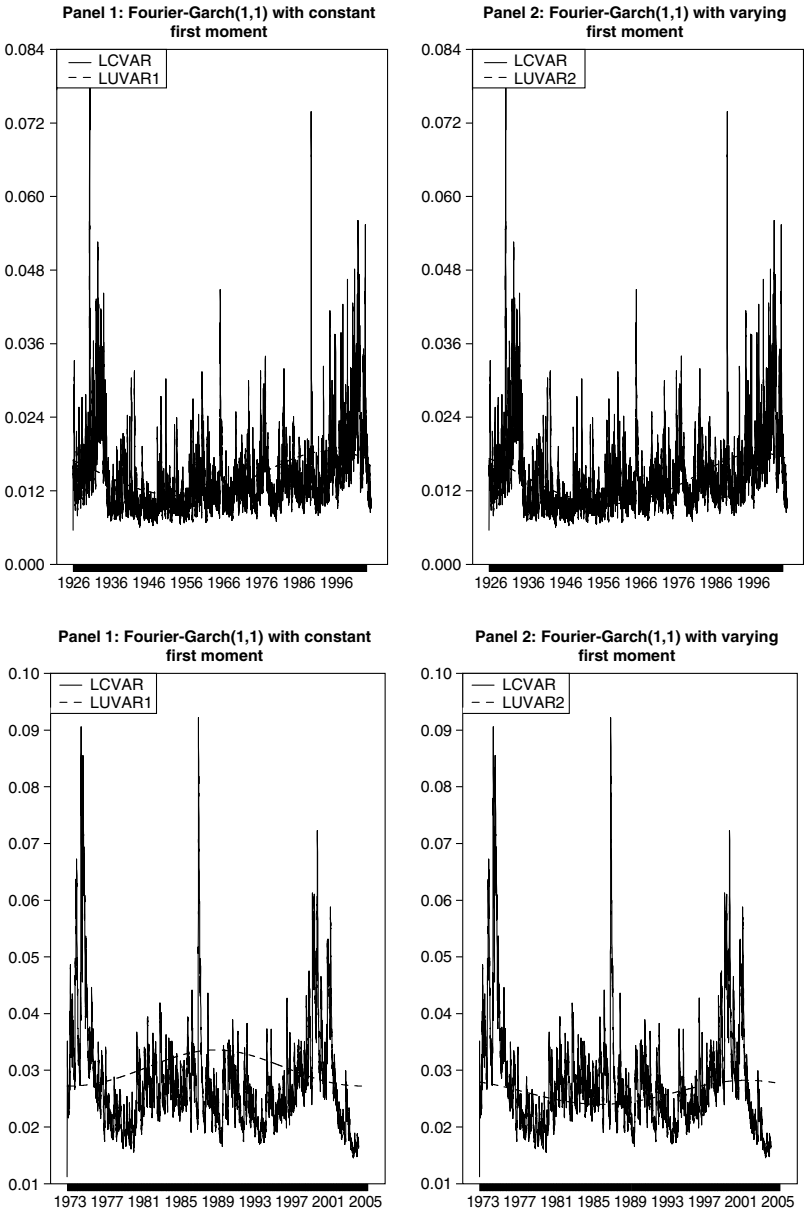 Panel 1: Fourier-Garch(1,1) with constant
first moment
0.084
0.072
0.060
0.048
0.036
0.024
0.012
0.000
LCVAR
LUVAR1
1926 1936 1946 1956 1966 1976 1986 1996
Panel 2: Fourier-Garch(1,1) with varying
first moment
0.084
0.072
0.060
0.048
0.036
0.024
0.012
0.000
LCVAR
LUVAR2
1926 1936 1946 1956 1966 1976 1986 1996
Panel 1: Fourier-Garch(1,1) with constant
first moment
0.10
0.09
0.08
0.07
0.06
0.05
0.04
0.03
0.02
0.01
LCVAR
LUVAR1
1973 1977 1981 1985 1989 1993 1997 2001 2005
Panel 2: Fourier-Garch(1,1) with varying
first moment
0.10
0.09
0.08
0.07
0.06
0.05
0.04
0.03
0.02
0.01
LCVAR
LUVAR2
1973 1977 1981 1985 1989 1993 1997 2001 2005